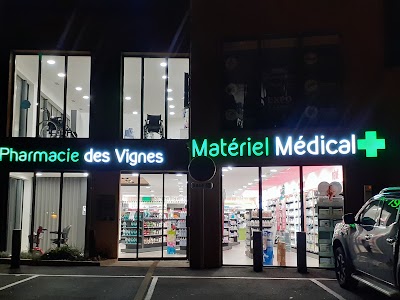 Pharmacie des Vignes
Matériel Médical